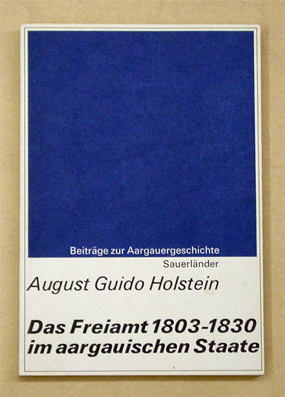 Beiträge zur Aargauergeschichte
Sauerländer
August Guido Holstein
Das Freiamt 1803-1830
im aargauischen Staate